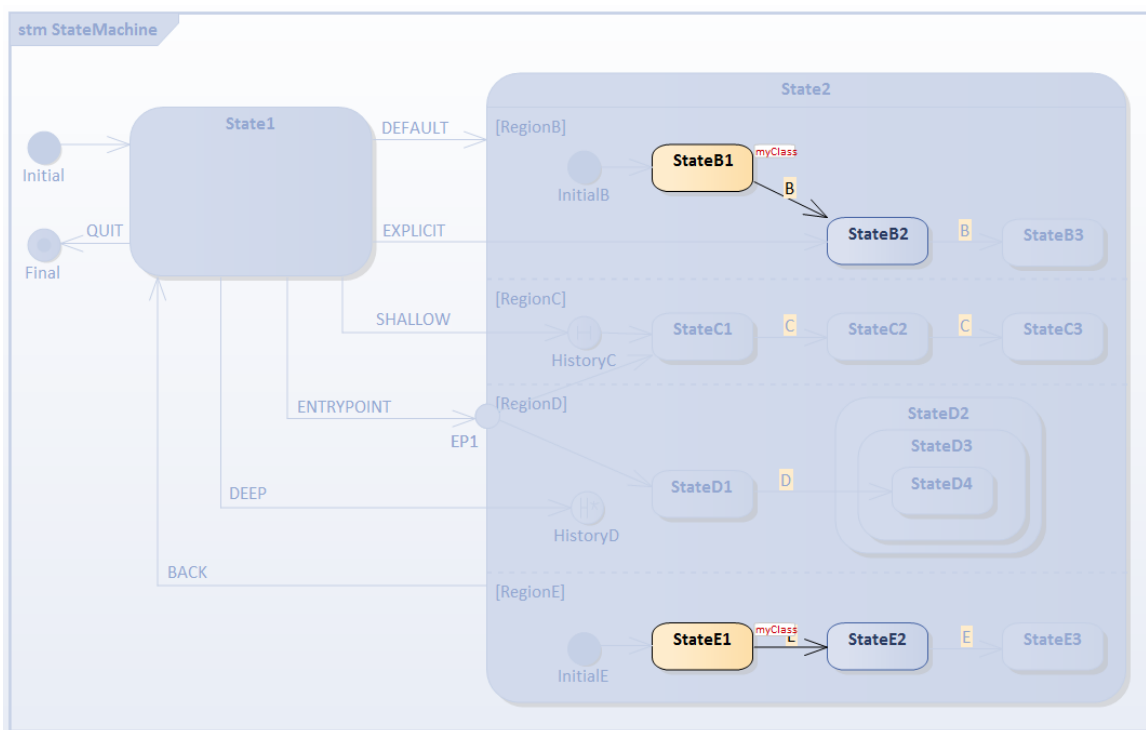 stm StateMachine
State2
State1
DEFAULT
[RegionB]
StateB1
myClass
Initial
InitialB
B
QUIT
EXPLICIT
StateB2
B
StateB3
Final
[RegionC]
SHALLOW
H
StateC1
C
StateC2
C
StateC3
HistoryC
ENTRYPOINT
[RegionD]
StateD2
EP1
StateD3
StateD1
D
StateD4
DEEP
H*
HistoryD
BACK
[RegionE]
StateE1
myClass
E
StateE2
E
StateE3
InitialE